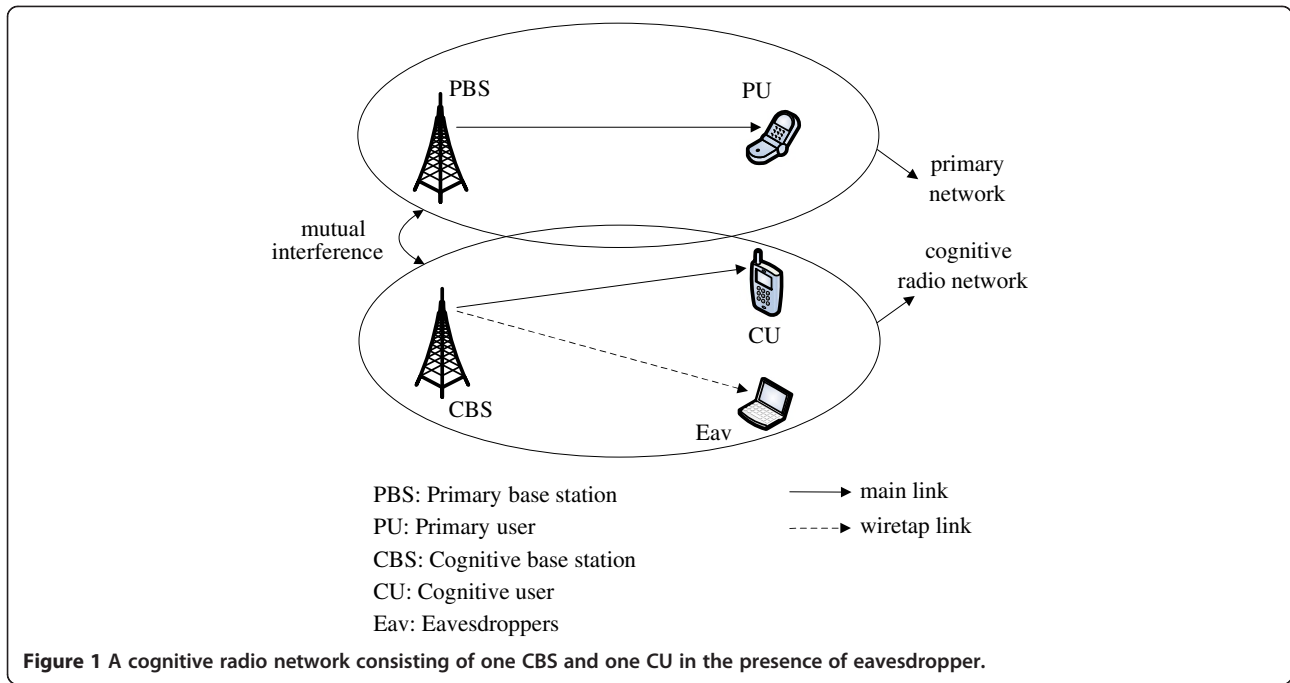 PBS
PU
primary
network
mutual
interference
cognitive
radio network
CU
CBS
Eav
PBS: Primary base station
PU: Primary user
CBS: Cognitive base station
CU: Cognitive user
Eav: Eavesdroppers
main link
wiretap link
Figure 1 A cognitive radio network consisting of one CBS and one CU in the presence of eavesdropper.